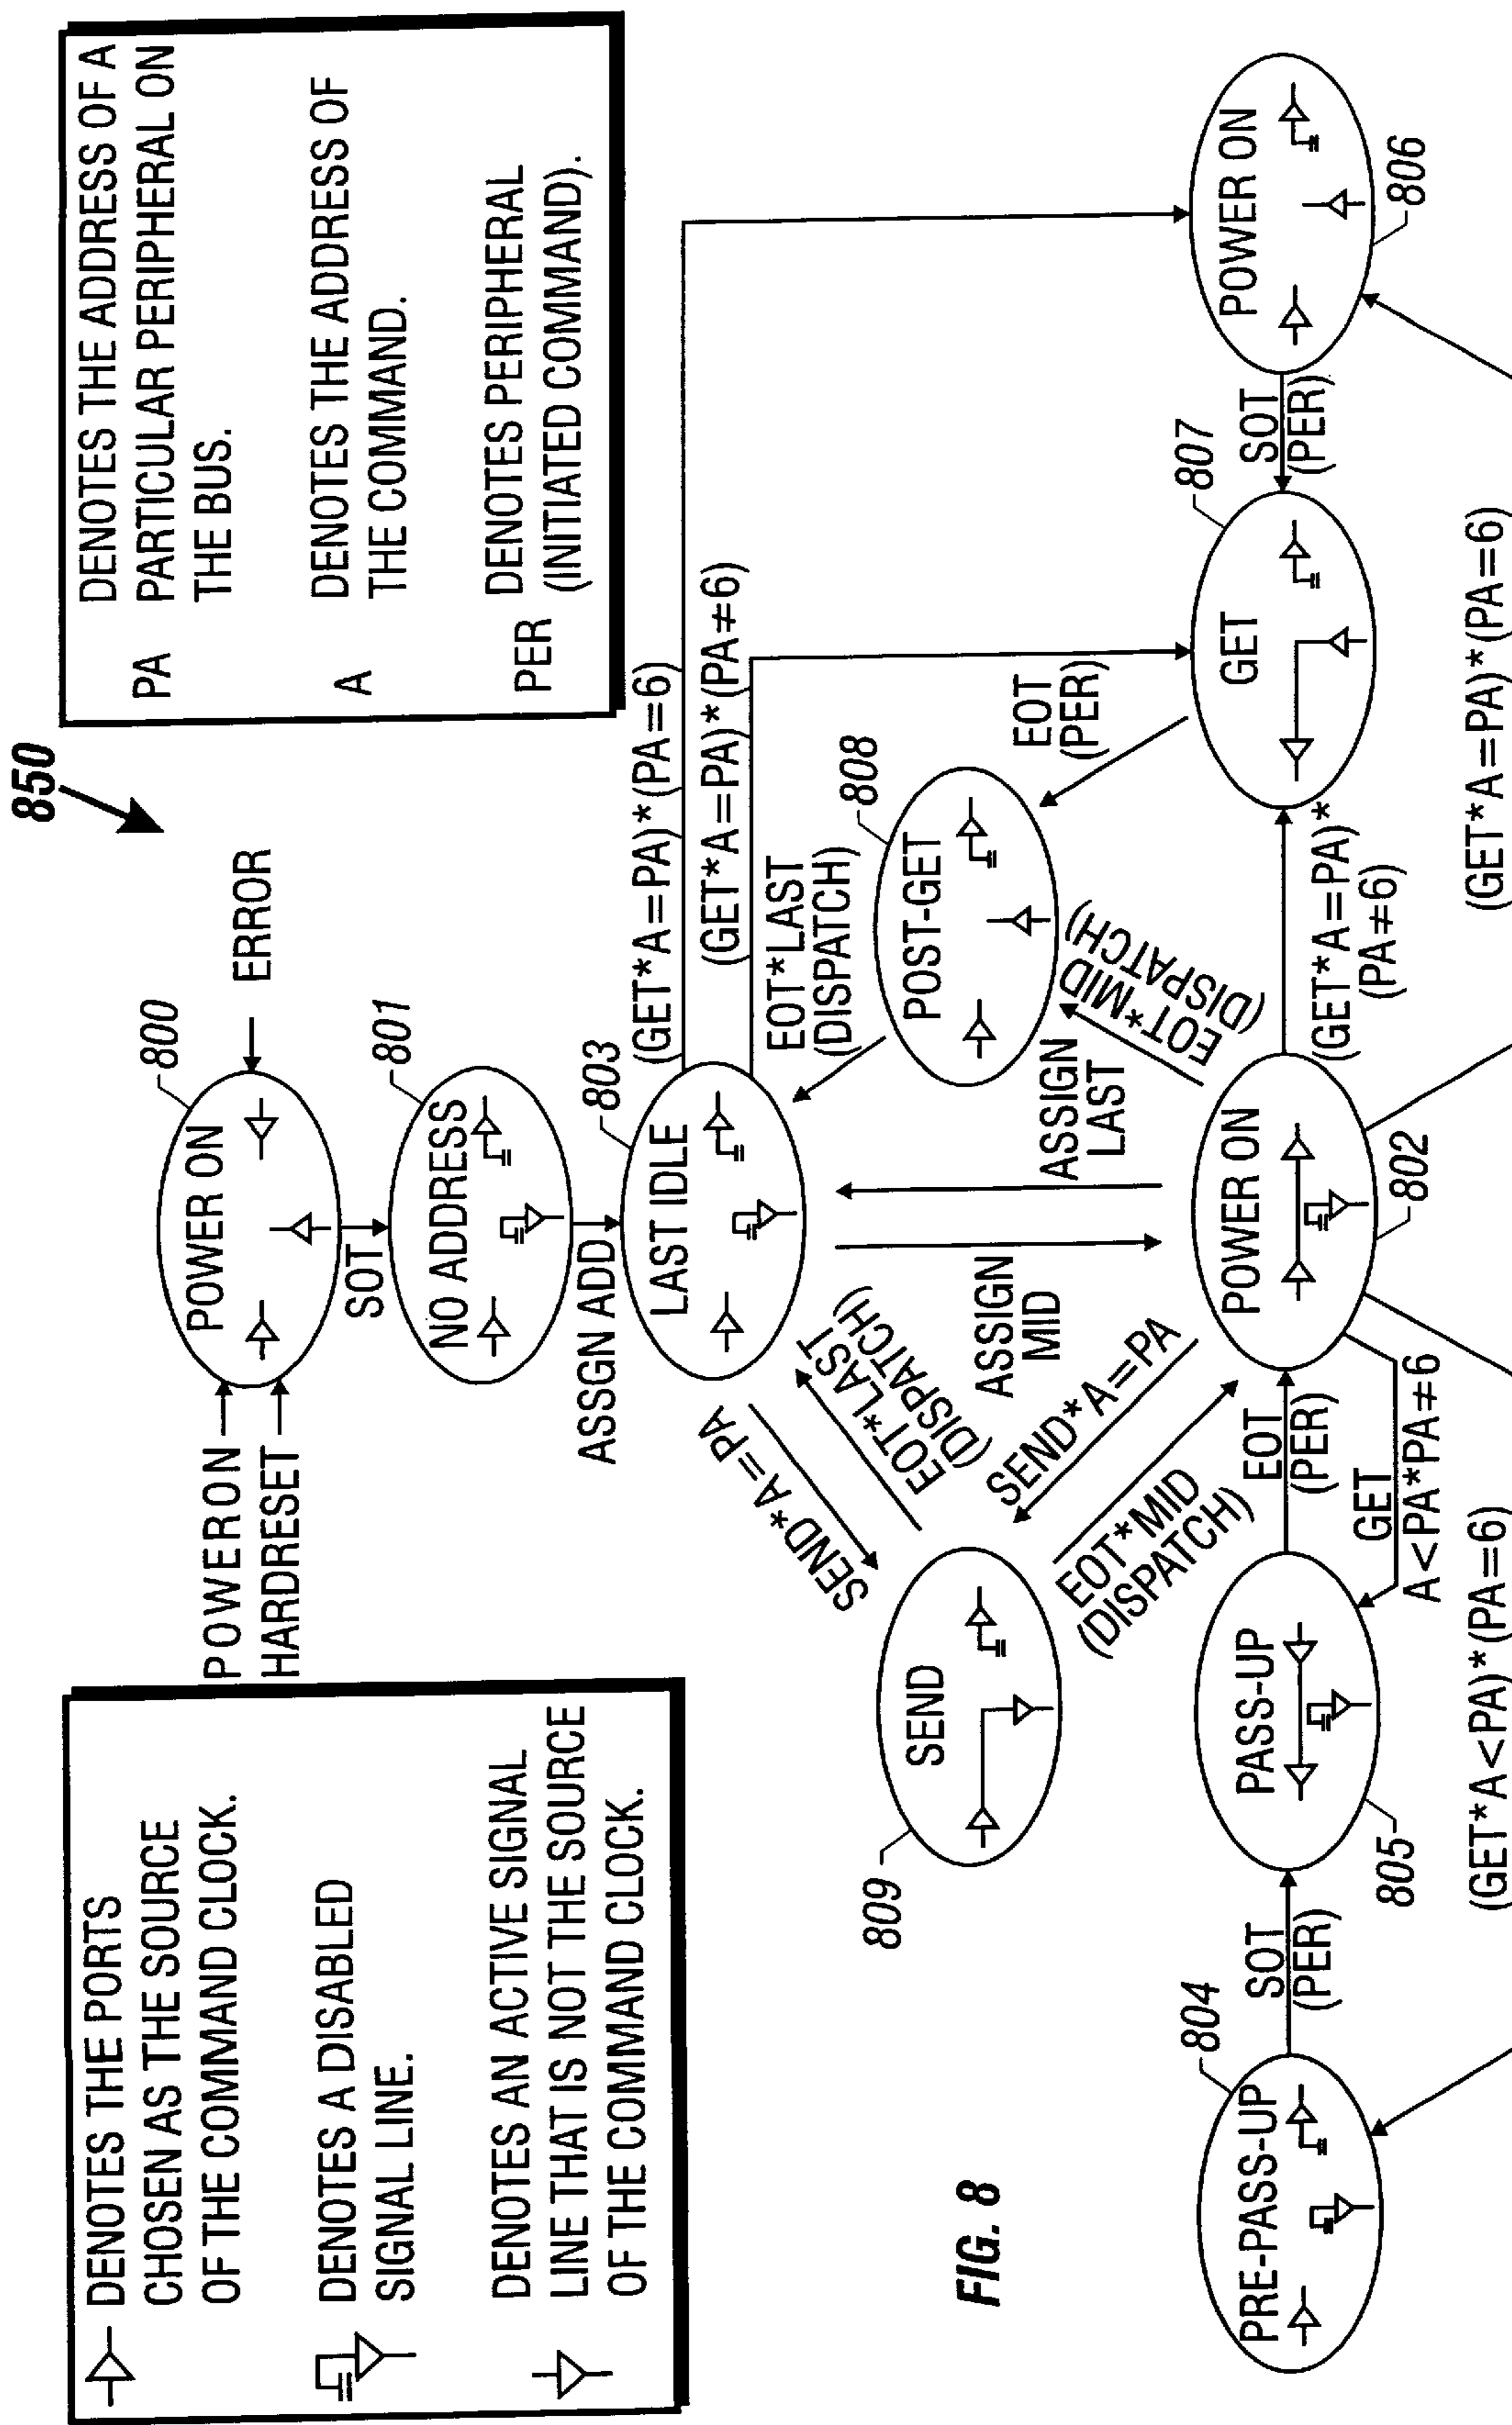 DENOTES THE PORTS
CHOSEN AS THE SOURCE
OF THE COMMAND CLOCK.
DENOTES A DISABLED
SIGNAL LINE.
DENOTES AN ACTIVE SIGNAL
LINE THAT IS NOT THE SOURCE
OF THE COMMAND CLOCK.
850
PA
DENOTES THE ADDRESS OF A
PARTICULAR PERIPHERAL ON
THE BUS.
A
DENOTES THE ADDRESS OF
THE COMMAND.
PER
DENOTES PERIPHERAL
(INITIATED COMMAND).
POWERON
HARDRESET
POWER ON
800
ERROR
SOT
NO ADDRESS
801
ASSGN ADD
LAST IDLE
803
(GET*A=PA)*(PA=6)
(GET*A=PA)*(PA≠6)
SEND*A=PA
EOT*LAST
(DISPATCH)
EOT*LAST
(DISPATCH)
SEND
809
POST-GET
808
EOT
(PER)
ASSIGN
MID
ASSIGN
LAST
SEND*A=PA
EOT*MID
(DISPATCH)
EOT*MID
(DISPATCH)
FIG. 8
PRE-PASS-UP
804
SOT
(PER)
PASS-UP
805
EOT
(PER)
GET
A<PA*PA≠6
POWER ON
802
(GET*A=PA)*
(PA≠6)
GET
807
SOT
(PER)
POWER ON
806
(GET*A<PA)*(PA=6)
(GET*A=PA)*(PA=6)